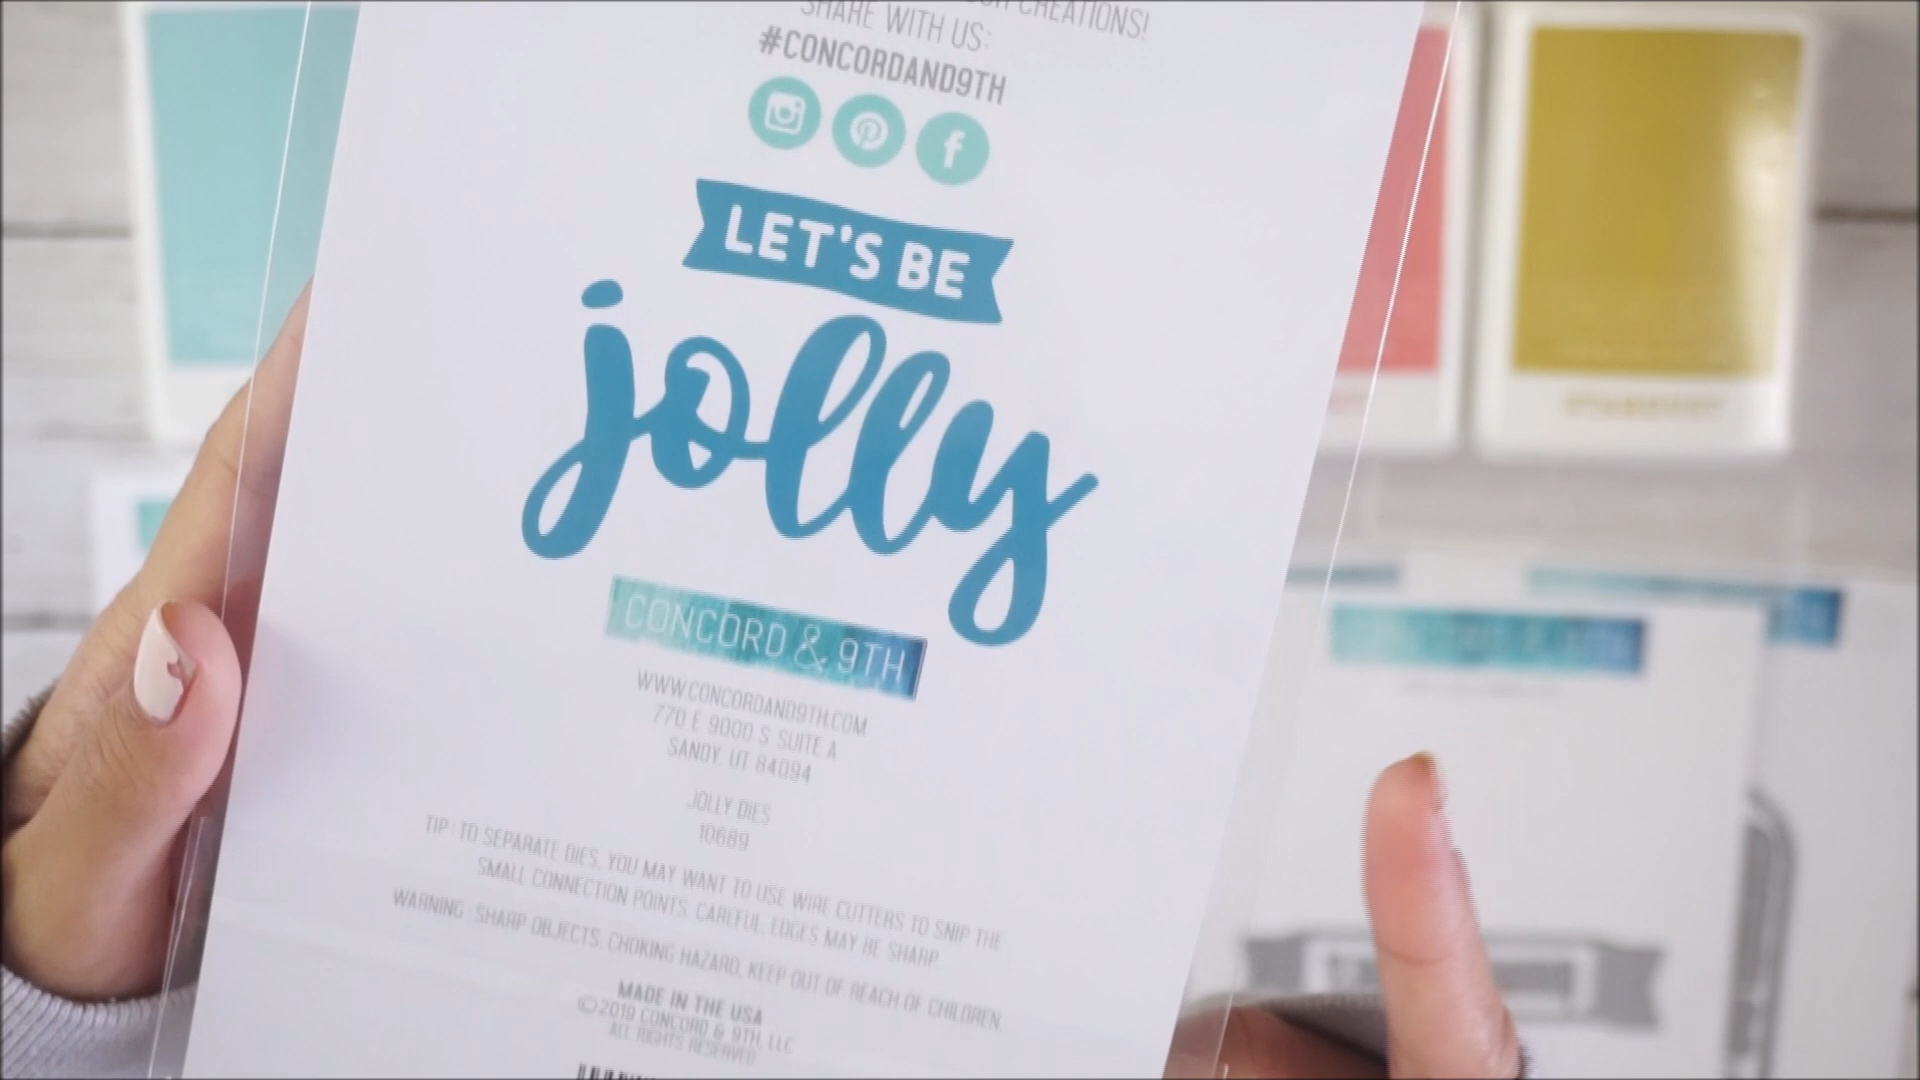 CREATIONS!
SHARE WITH US:
#CONCORDAND9TH
LET'S BE
jolly
CONCORD & 9TH
WWW.CONCORDAND9TH.COM
770 E 9000 S SUITE A
SANDY, UT 84094
JOLLY DIES
10689
TIP: TO SEPARATE DIES, YOU MAY WANT TO USE WIRE CUTTERS TO SNIP THE
SMALL CONNECTION POINTS. CAREFUL, EDGES MAY BE SHARP.
WARNING: SHARP OBJECTS, CHOKING HAZARD, KEEP OUT OF REACH OF CHILDREN.
MADE IN THE USA
©2019 CONCORD & 9TH, LLC
ALL RIGHTS RESERVED